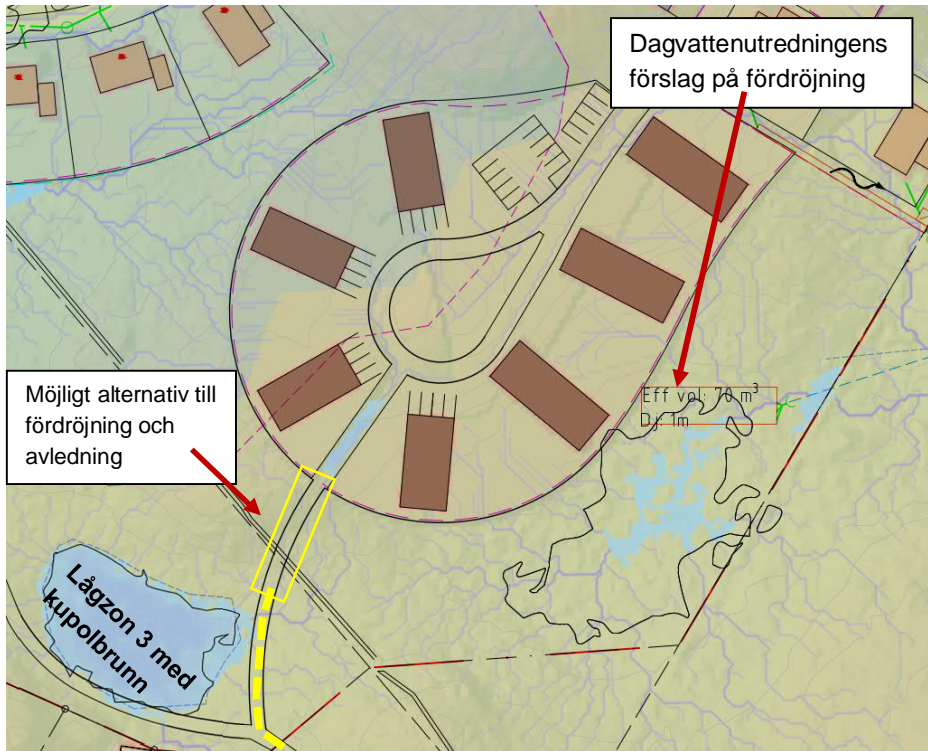 Dagvattenutredningens
förslag på fördröjning
Möjligt alternativ till
fördröjning och
avledning
Eff vol: 70 m³
Dj: 1m
Lågzon 3 med
kupolbrunn